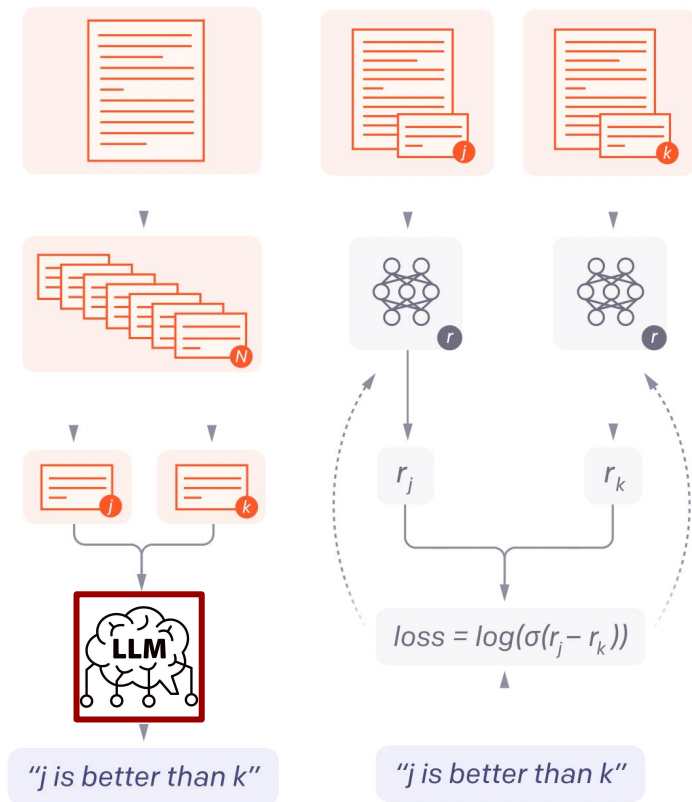 j
k
N
r
r
j
k
r_j
r_k
LLM
loss = log(σ(r_j – r_k))
“j is better than k”
“j is better than k”